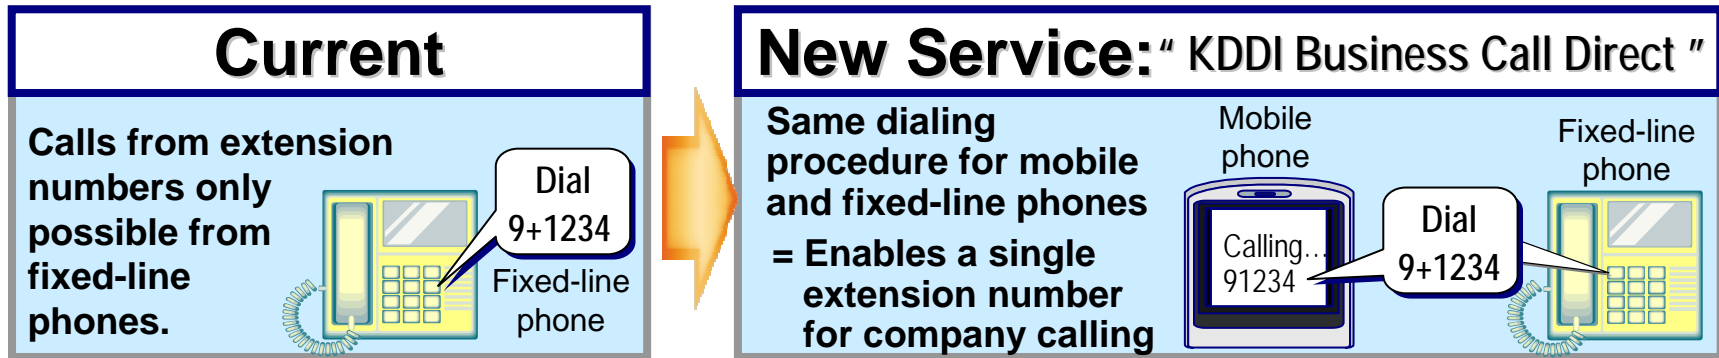 Current
Calls from extension
numbers only
possible from
fixed-line
phones.
Dial
9+1234
Fixed-line
phone
New Service:“ KDDI Business Call Direct ”
Same dialing
procedure for mobile
and fixed-line phones
= Enables a single
extension number
for company calling
Mobile
phone
Calling...
91234
Dial
9+1234
Fixed-line
phone